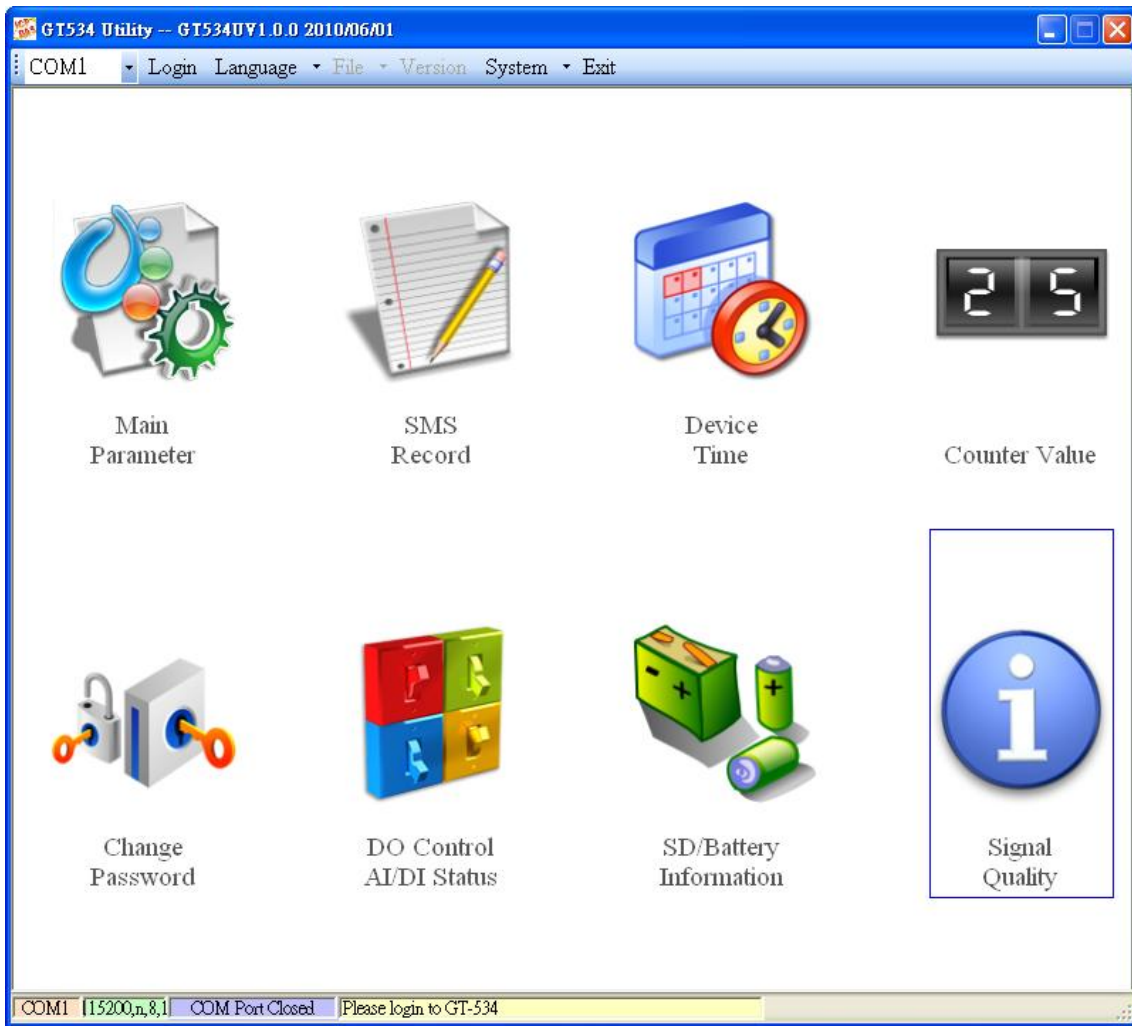 GT534 Utility -- GT534UV1.0.0 2010/06/01
COM1 Login Language File Version System Exit
25
Main
Parameter
SMS
Record
Device
Time
Counter Value
Change
Password
DO Control
AI/DI Status
SD/Battery
Information
Signal
Quality
COM1 115200,n,8,1 COM Port Closed Please login to GT-534